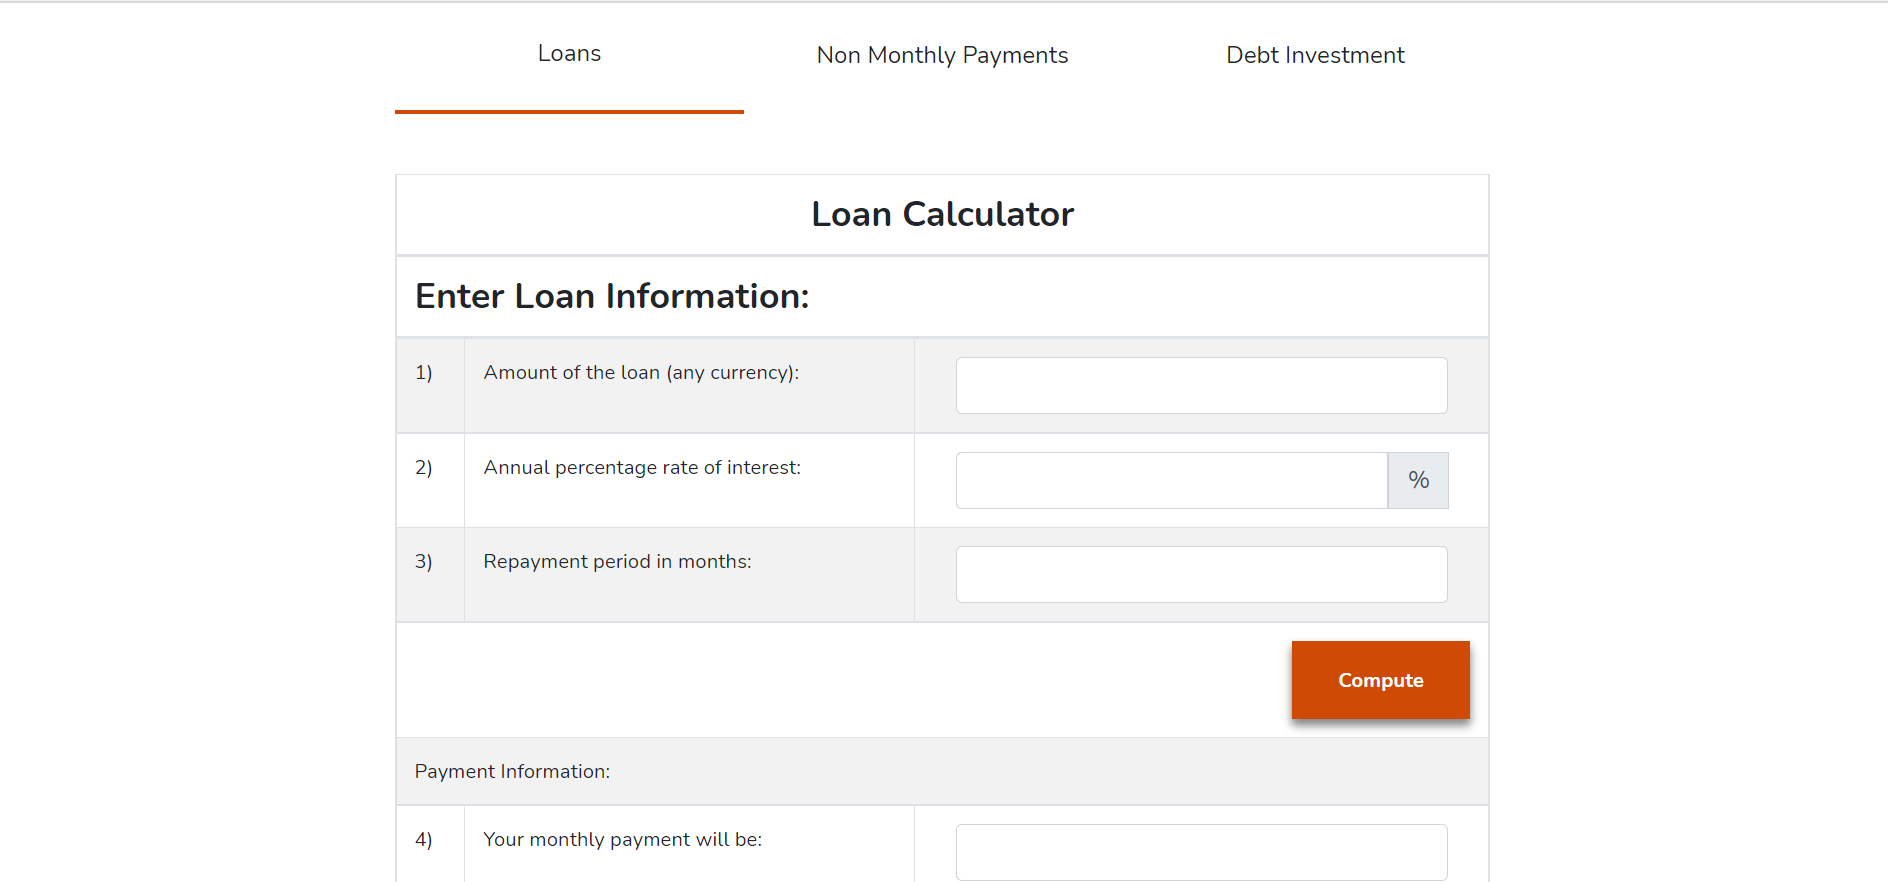 Loans
Non Monthly Payments
Debt Investment
Loan Calculator
Enter Loan Information:
1) Amount of the loan (any currency):
2) Annual percentage rate of interest: %
3) Repayment period in months:
Compute
Payment Information:
4) Your monthly payment will be: